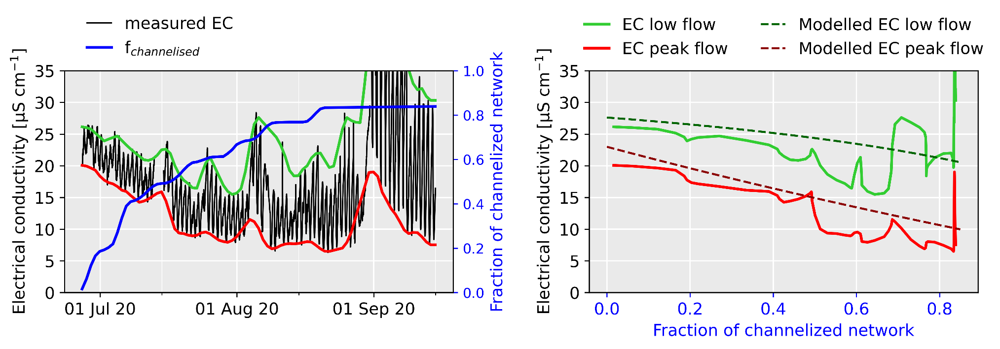 measured EC
f_channelised
Electrical conductivity [µS cm⁻¹]
35
30
25
20
15
10
5
0
01 Jul 20
01 Aug 20
01 Sep 20
1.0
0.8
0.6
0.4
0.2
0.0
Fraction of channelized network
EC low flow
EC peak flow
Modelled EC low flow
Modelled EC peak flow
Electrical conductivity [µS cm⁻¹]
35
30
25
20
15
10
5
0
0.0
0.2
0.4
0.6
0.8
Fraction of channelized network